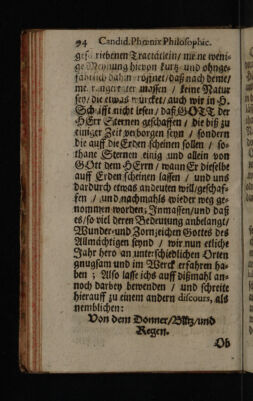 94 Candid. Phœnix Philosophic.
geschriebenen Tractätlein / meine weni-
ge Meynung hievon kurtz und ohnge-
fährlich dahin eröffnet / daß nach deme /
wie vorgemeldter massen / keine Natur
sey / die etwas würcket / auch wir in H.
Schrifft nicht lesen / daß GOTT der
HErr Sternen geschaffen / die biß zu
einiger Zeit verborgen seyn / sondern
die auff die Erden scheinen sollen / so-
thane Sternen einig und allein von
GOtt dem HErrn / wann Er dieselbe
auff Erden scheinen lassen / und uns
dardurch etwas andeuten will / geschaf-
fen / und nachmahls wieder weg ge-
nommen worden; Inmassen / und daß
es / so viel deren Bedeutung anbelangt /
Wunder- und Zornzeichen Gottes des
Allmächtigen seynd / wir nun etliche
Jahr hero an unterschiedlichen Orten
gnugsam und im Werck erfahren ha-
ben; Also lasse ichs auff dißmahl an-
noch darbey bewenden / und schreite
hierauff zu einem andern discours, als
nemblichen:
Von dem Donner / Blitz / und
Regen.
Ob